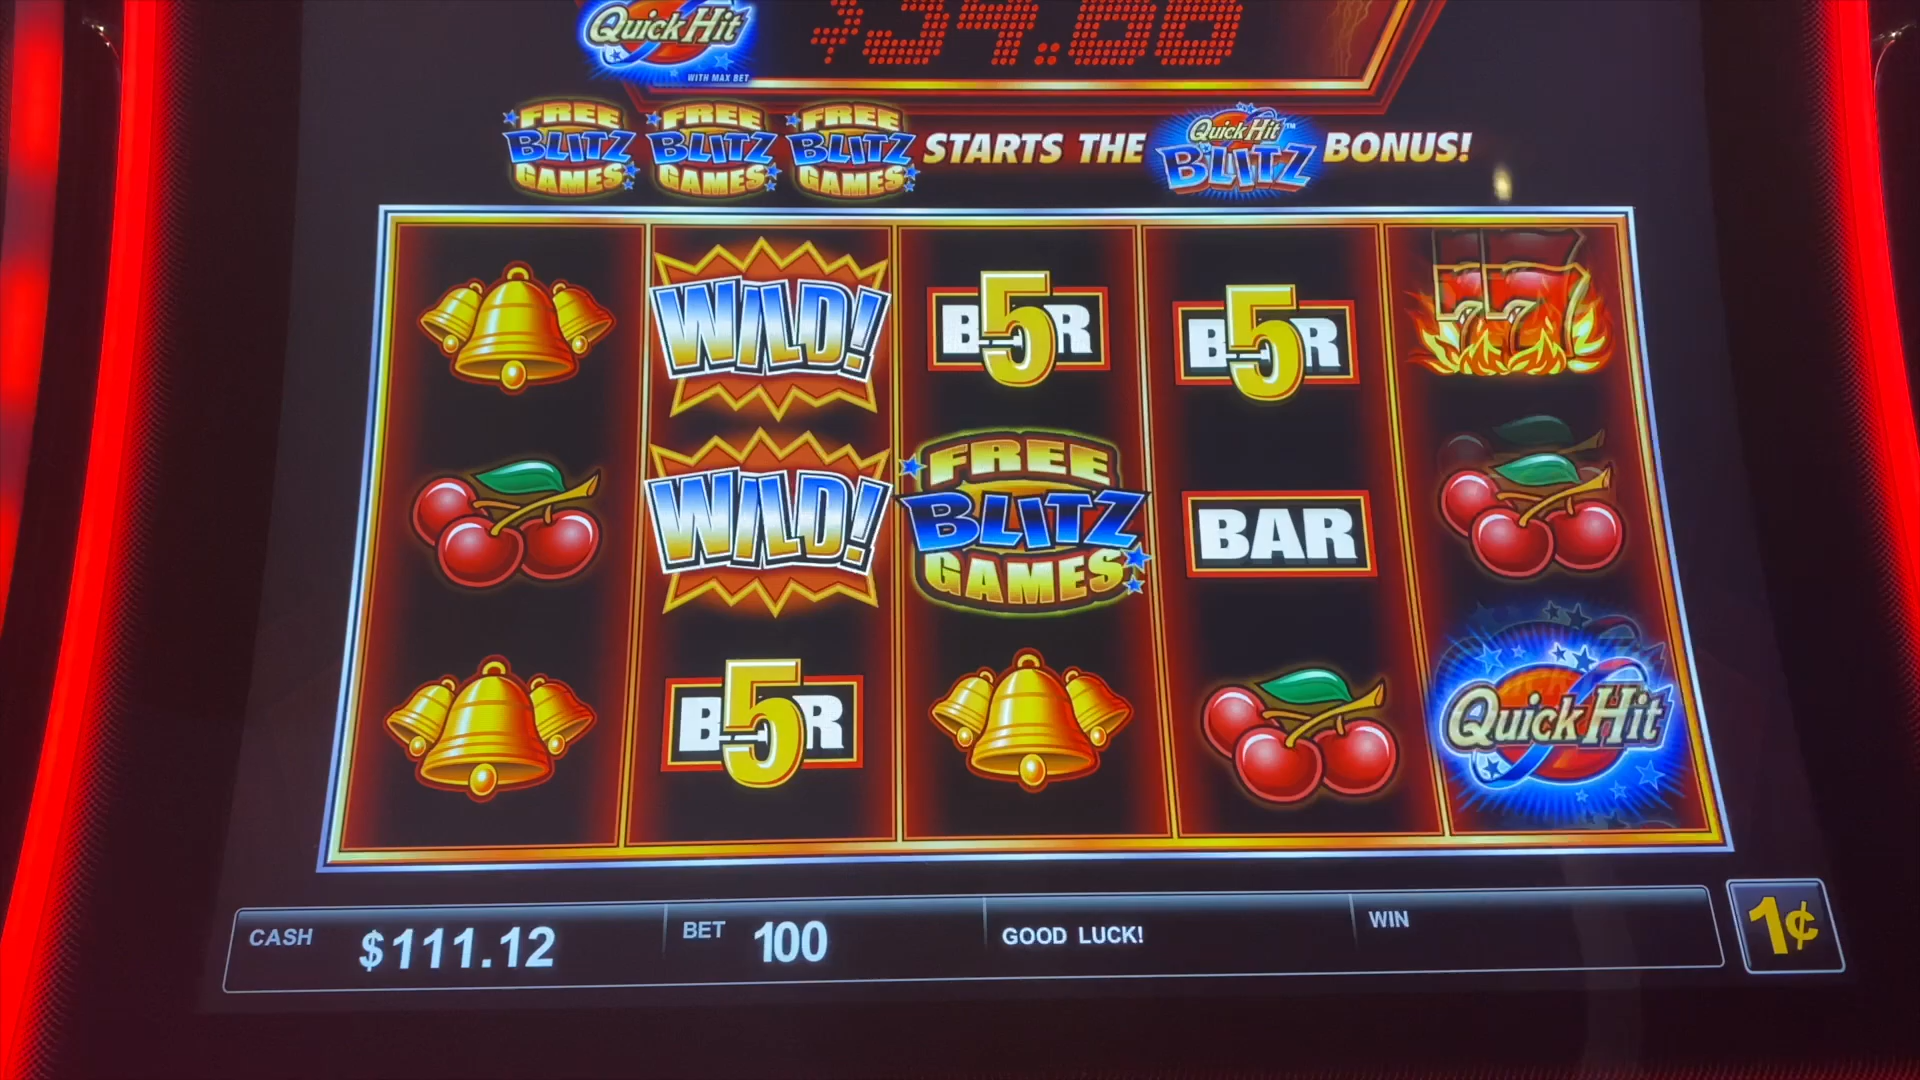 Quick Hit
WITH MAX BET
FREE BLITZ GAMES FREE BLITZ GAMES FREE BLITZ GAMES STARTS THE Quick Hit™ BLITZ BONUS!
WILD! B5R B5R 777
WILD! FREE BLITZ GAMES BAR
B5R Quick Hit
CASH $111.12 BET 100 GOOD LUCK! WIN 1¢